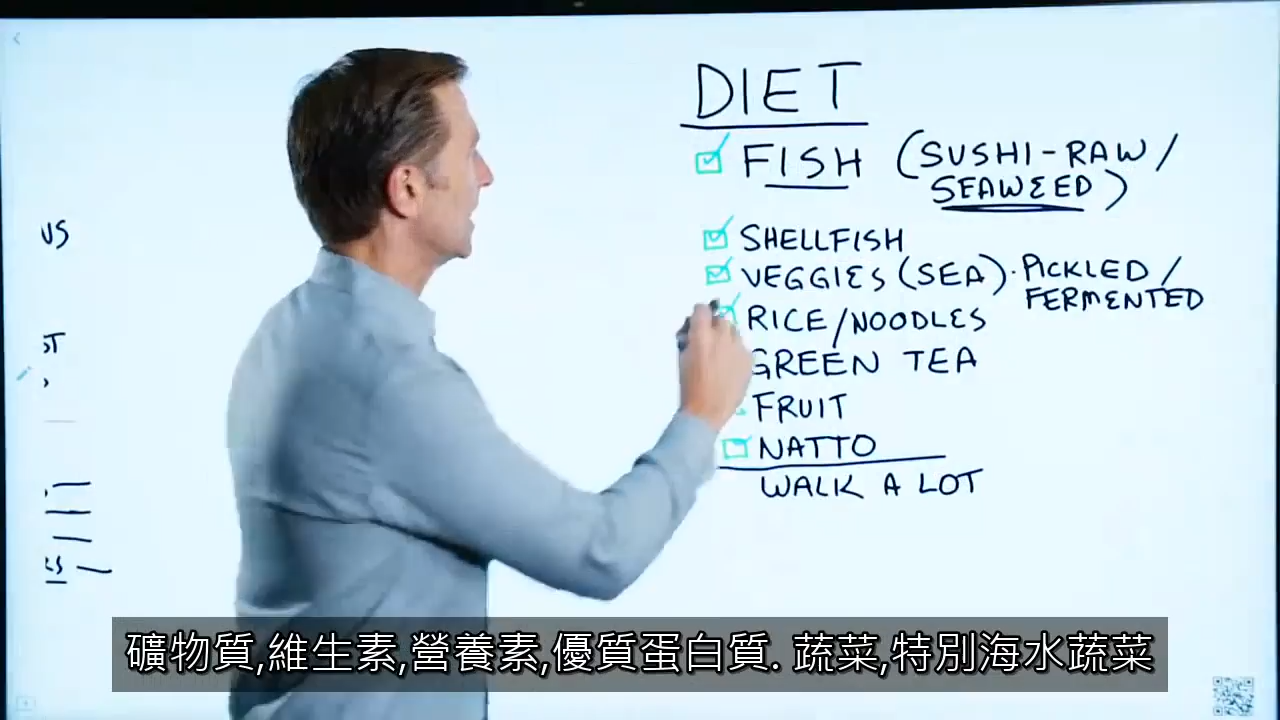 DIET
FISH (SUSHI-RAW/
SEAWEED)
SHELLFISH
VEGGIES (SEA)·PICKLED/
FERMENTED
RICE/NOODLES
GREEN TEA
FRUIT
NATTO
WALK A LOT
US
ST
礦物質,維生素,營養素,優質蛋白質. 蔬菜,特別海水蔬菜